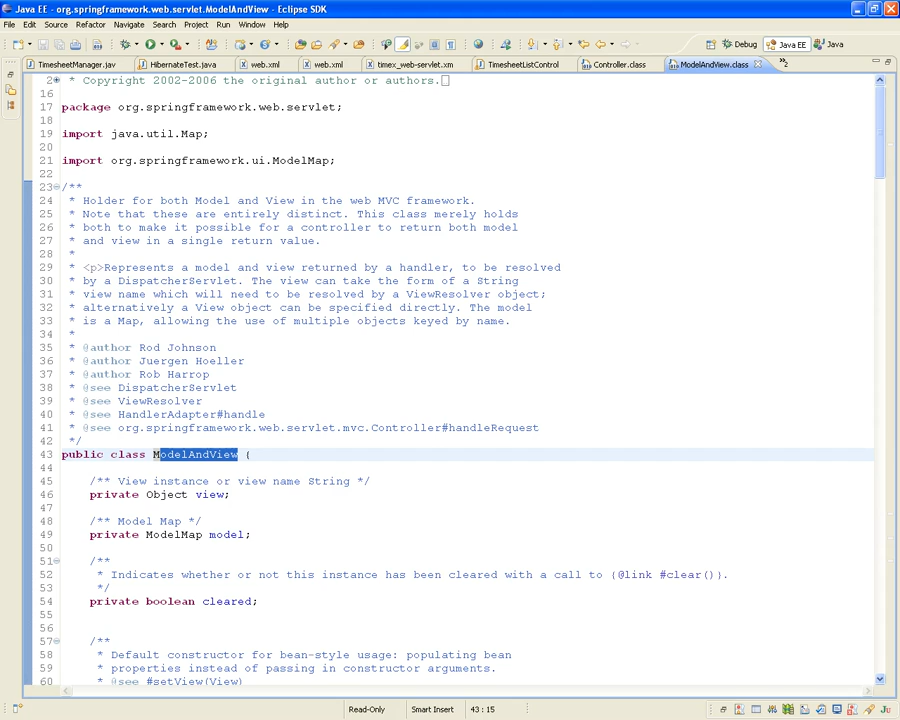 Java EE - org.springframework.web.servlet.ModelAndView - Eclipse SDK
File Edit Source Refactor Navigate Search Project Run Window Help
Debug Java EE Java
TimesheetManager.jav HibernateTest.java web.xml web.xml timex_web-servlet.xm TimesheetListControl Controller.class ModelAndView.class »2
2 * Copyright 2002-2006 the original author or authors.
16
17 package org.springframework.web.servlet;
18
19 import java.util.Map;
20
21 import org.springframework.ui.ModelMap;
22
23 /**
24 * Holder for both Model and View in the web MVC framework.
25 * Note that these are entirely distinct. This class merely holds
26 * both to make it possible for a controller to return both model
27 * and view in a single return value.
28 *
29 * <p>Represents a model and view returned by a handler, to be resolved
30 * by a DispatcherServlet. The view can take the form of a String
31 * view name which will need to be resolved by a ViewResolver object;
32 * alternatively a View object can be specified directly. The model
33 * is a Map, allowing the use of multiple objects keyed by name.
34 *
35 * @author Rod Johnson
36 * @author Juergen Hoeller
37 * @author Rob Harrop
38 * @see DispatcherServlet
39 * @see ViewResolver
40 * @see HandlerAdapter#handle
41 * @see org.springframework.web.servlet.mvc.Controller#handleRequest
42 */
43 public class ModelAndView {
44
45 /** View instance or view name String */
46 private Object view;
47
48 /** Model Map */
49 private ModelMap model;
50
51 /**
52 * Indicates whether or not this instance has been cleared with a call to {@link #clear()}.
53 */
54 private boolean cleared;
55
56
57 /**
58 * Default constructor for bean-style usage: populating bean
59 * properties instead of passing in constructor arguments.
60 * @see #setView(View)
Read-Only Smart Insert 43 : 15